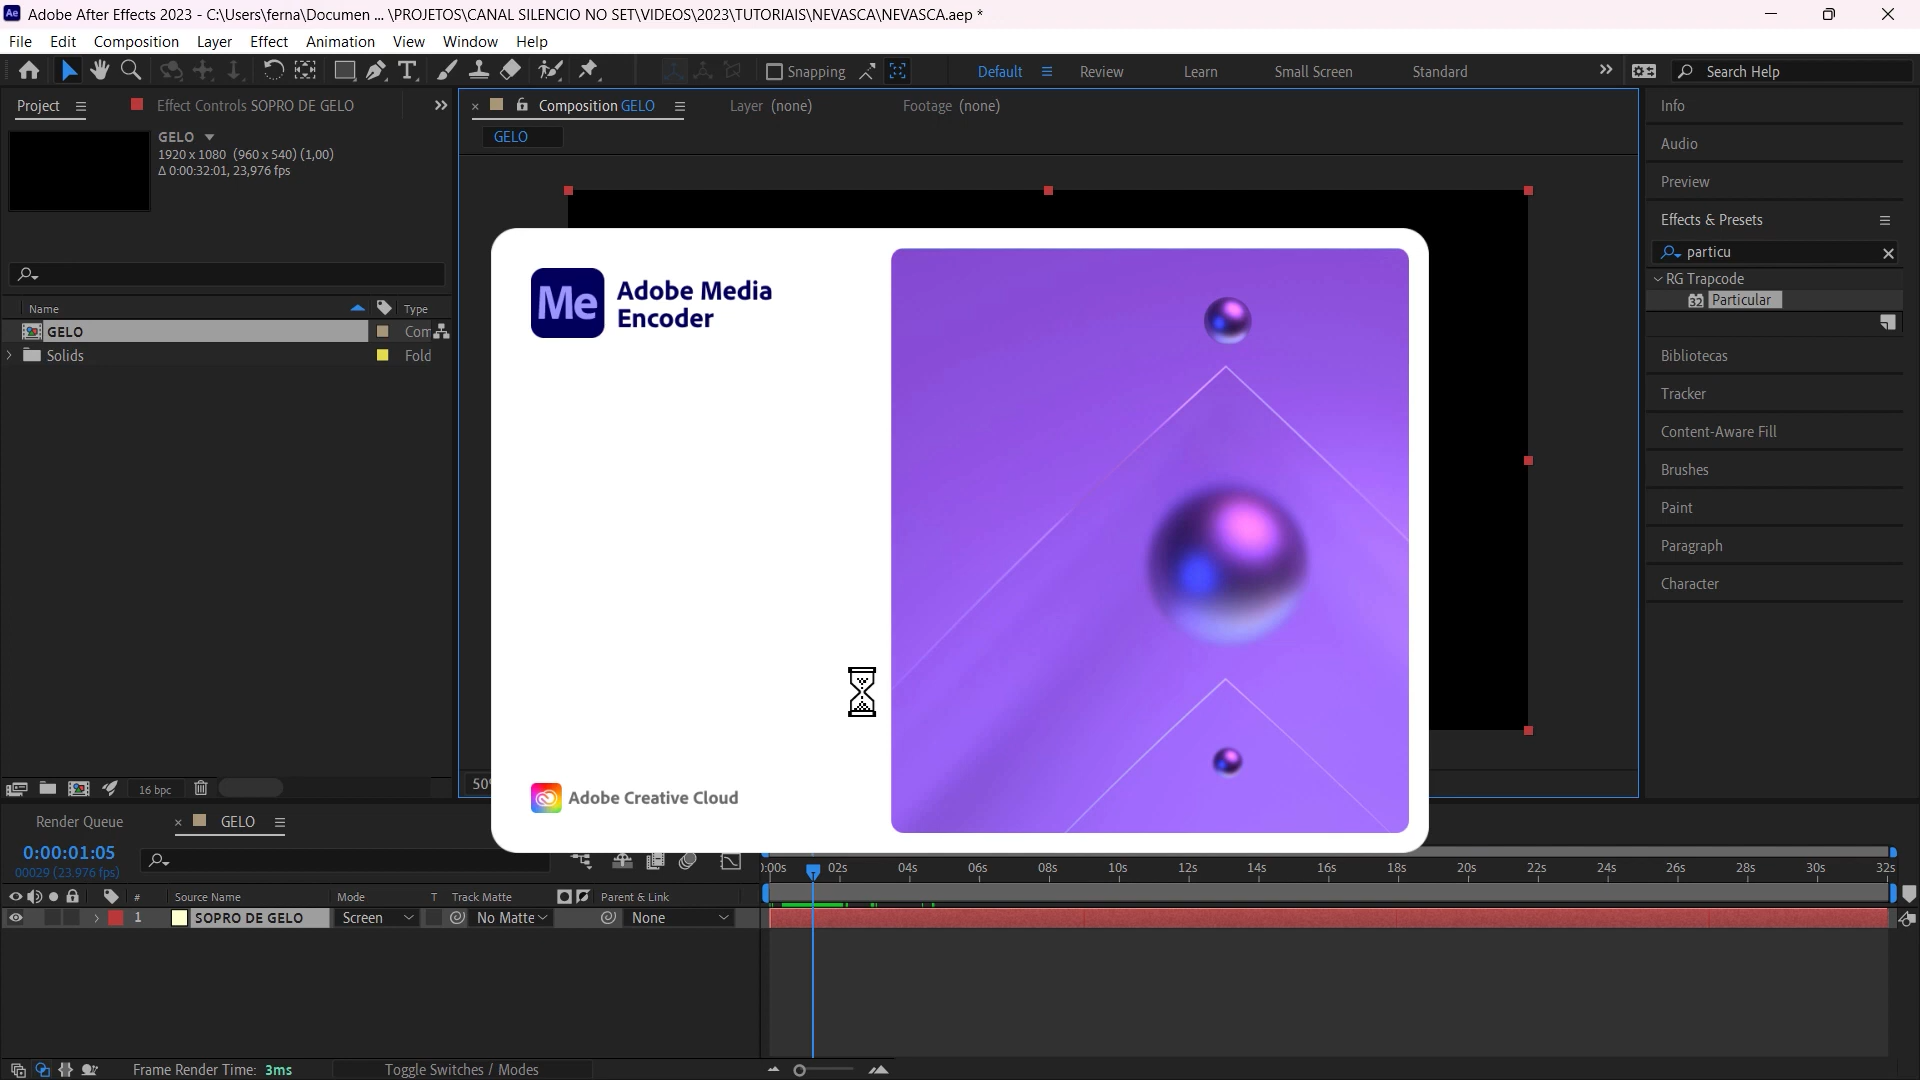 Adobe After Effects 2023 - C:\Users\ferna\Documen ... \PROJETOS\CANAL SILENCIO NO SET\VIDEOS\2023\TUTORIAIS\NEVASCA\NEVASCA.aep *
File Edit Composition Layer Effect Animation View Window Help
Snapping Default Review Learn Small Screen Standard Search Help
Project Effect Controls SOPRO DE GELO
Composition GELO Layer (none) Footage (none)
GELO
GELO
1920 x 1080 (960 x 540) (1,00)
Δ 0:00:32:01, 23,976 fps
Name Type
GELO Com
Solids Fold
16 bpc
50%
Me Adobe Media
Encoder
Adobe Creative Cloud
Info
Audio
Preview
Effects & Presets
particu
RG Trapcode
32 Particular
Bibliotecas
Tracker
Content-Aware Fill
Brushes
Paint
Paragraph
Character
Render Queue GELO
0:00:01:05
00029 (23.976 fps)
):00s 02s 04s 06s 08s 10s 12s 14s 16s 18s 20s 22s 24s 26s 28s 30s 32s
# Source Name Mode T Track Matte Parent & Link
1 SOPRO DE GELO Screen No Matte None
Frame Render Time: 3ms Toggle Switches / Modes